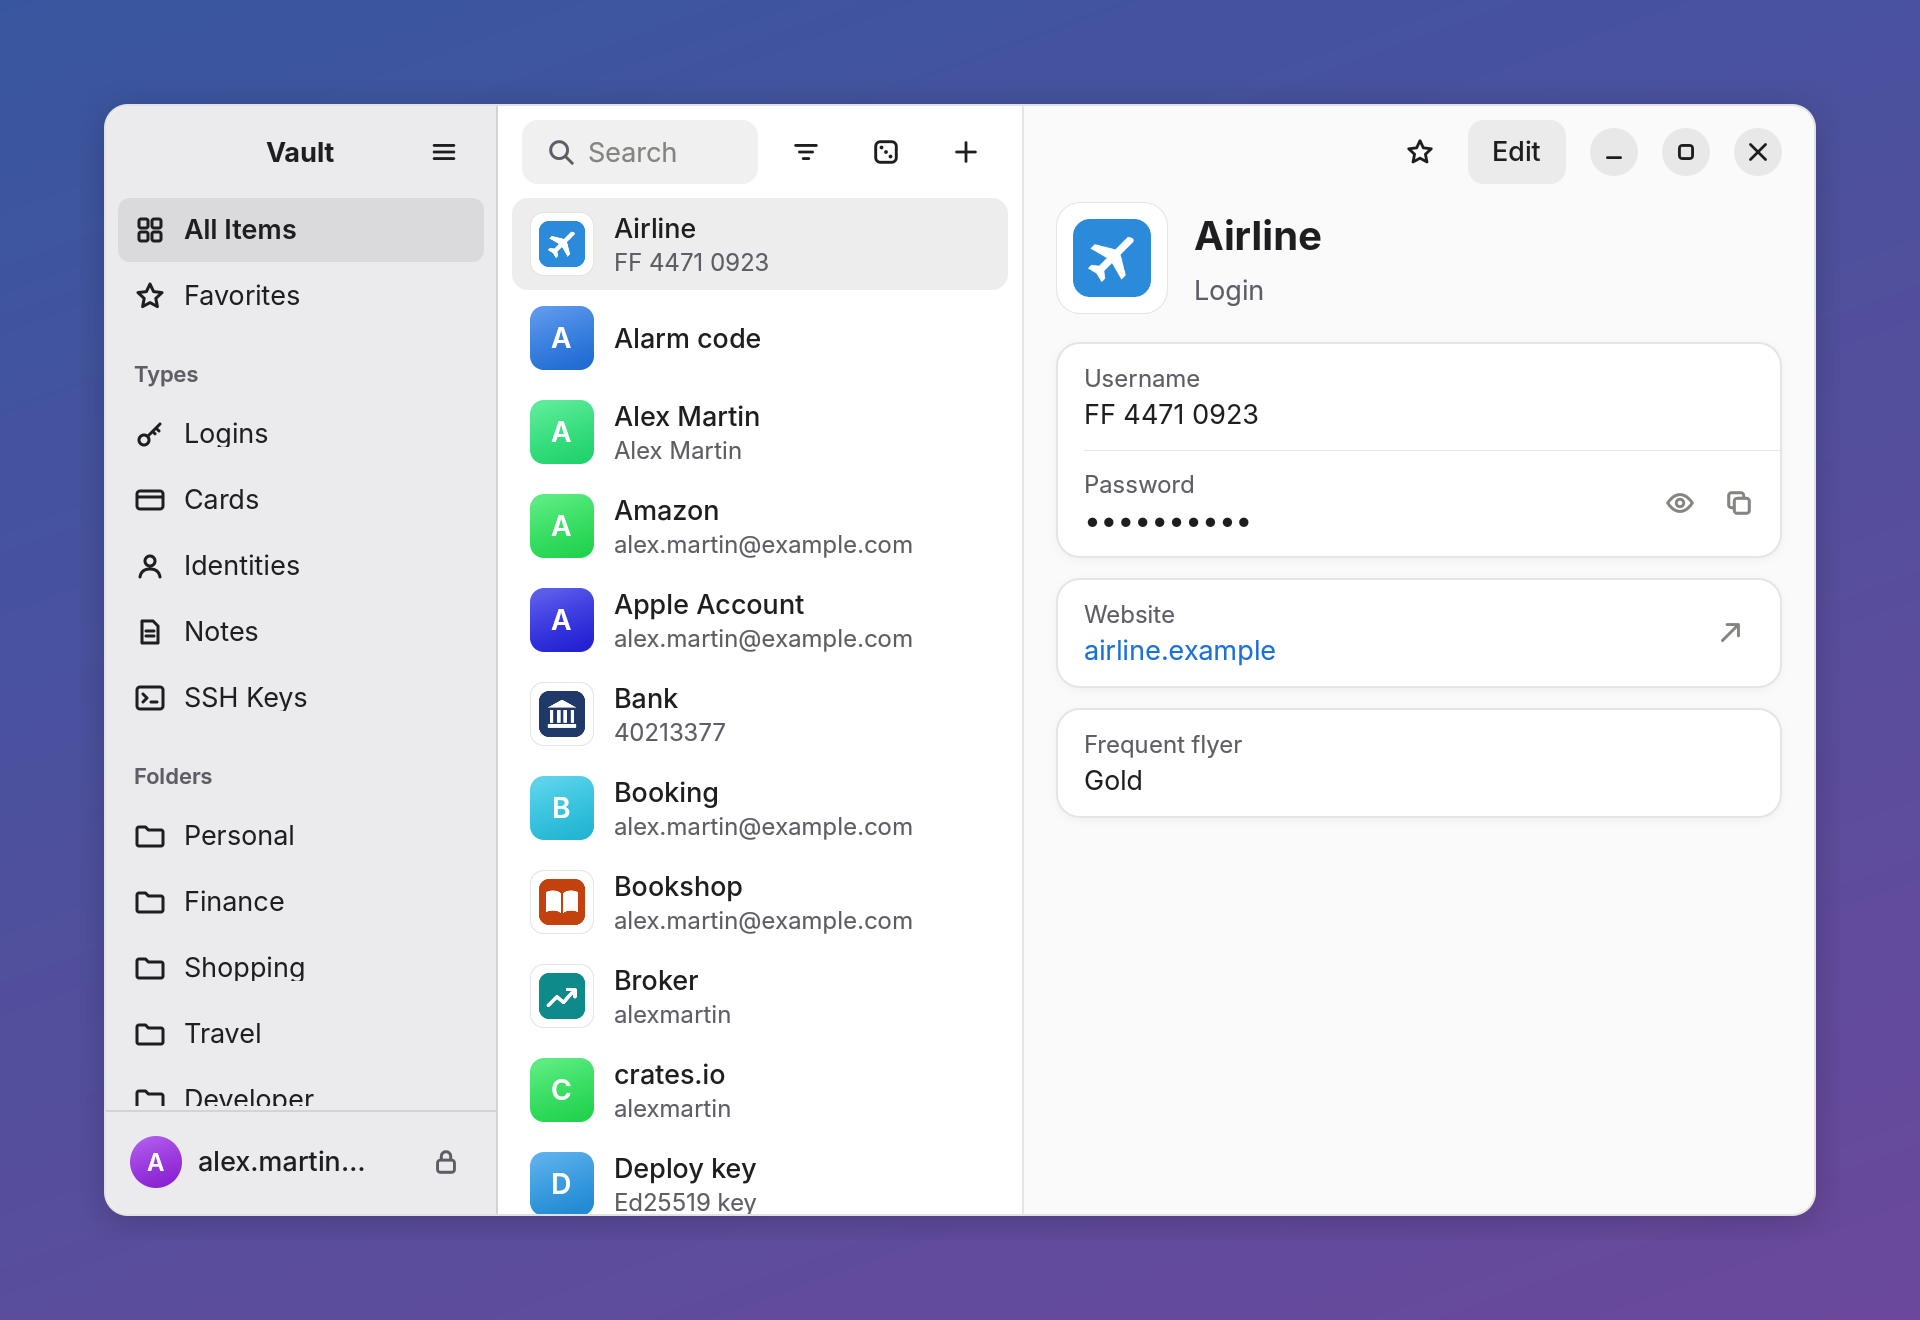 Vault
All Items
Favorites
Types
Logins
Cards
Identities
Notes
SSH Keys
Folders
Personal
Finance
Shopping
Travel
Developer
A
alex.martin...
Search
Airline
FF 4471 0923
A
Alarm code
A
Alex Martin
Alex Martin
A
Amazon
alex.martin@example.com
A
Apple Account
alex.martin@example.com
Bank
40213377
B
Booking
alex.martin@example.com
Bookshop
alex.martin@example.com
Broker
alexmartin
C
crates.io
alexmartin
D
Deploy key
Ed25519 key
Edit
Airline
Login
Username
FF 4471 0923
Password
••••••••••
Website
airline.example
Frequent flyer
Gold